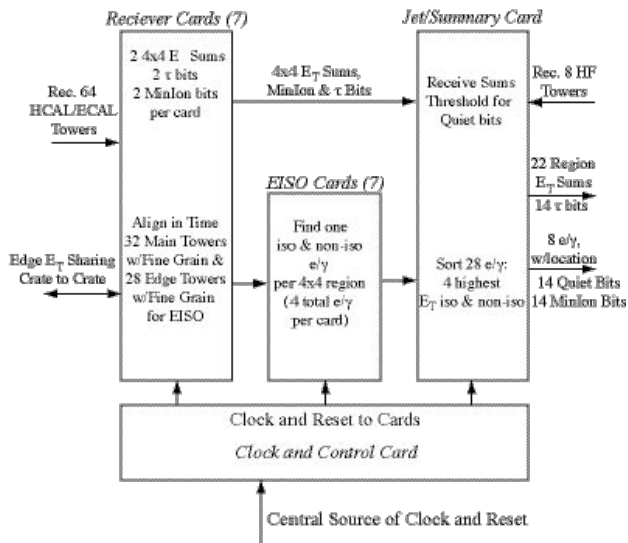 Reciever Cards (7)
Jet/Summary Card
2 4x4 E Sums
2 τ bits
2 MinIon bits
per card
Rec. 64
HCAL/ECAL
Towers
4x4 E_T Sums,
MinIon & τ Bits
Receive Sums
Threshold for
Quiet bits
Rec. 8 HF
Towers
22 Region
E_T Sums
14 τ bits
EISO Cards (7)
Align in Time
32 Main Towers
w/Fine Grain &
28 Edge Towers
w/Fine Grain
for EISO
Edge E_T Sharing
Crate to Crate
Find one
iso & non-iso
e/γ
per 4x4 region
(4 total e/γ
per card)
Sort 28 e/γ:
4 highest
E_T iso & non-iso
8 e/γ,
w/location
14 Quiet Bits
14 MinIon Bits
Clock and Reset to Cards
Clock and Control Card
Central Source of Clock and Reset